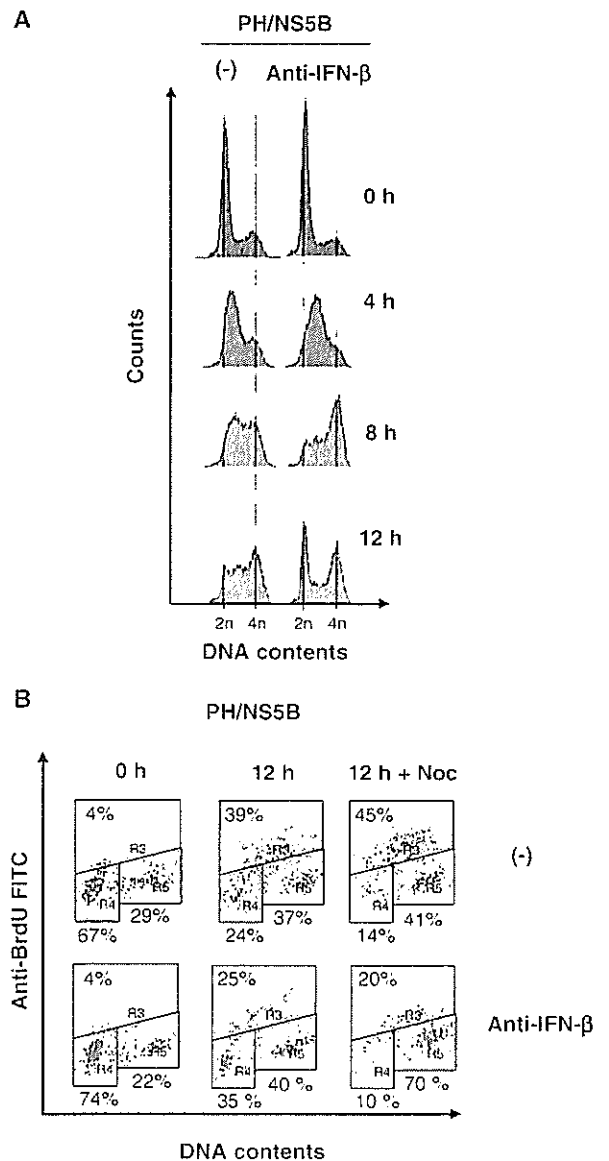 A
PH/NS5B
(-) Anti-IFN-β
0 h
4 h
8 h
12 h
Counts
2n 4n 2n 4n
DNA contents
B
PH/NS5B
0 h 12 h 12 h + Noc
4% 39% 45%
R3 R3 R3
(-)
R4 R5 R4 R5 R4 R5
29% 37% 41%
67% 24% 14%
Anti-BrdU FITC
4% 25% 20%
R3 R3 R3
Anti-IFN-β
R4 R5 R4 R5 R4 R5
22% 40 % 70 %
74% 35 % 10 %
DNA contents